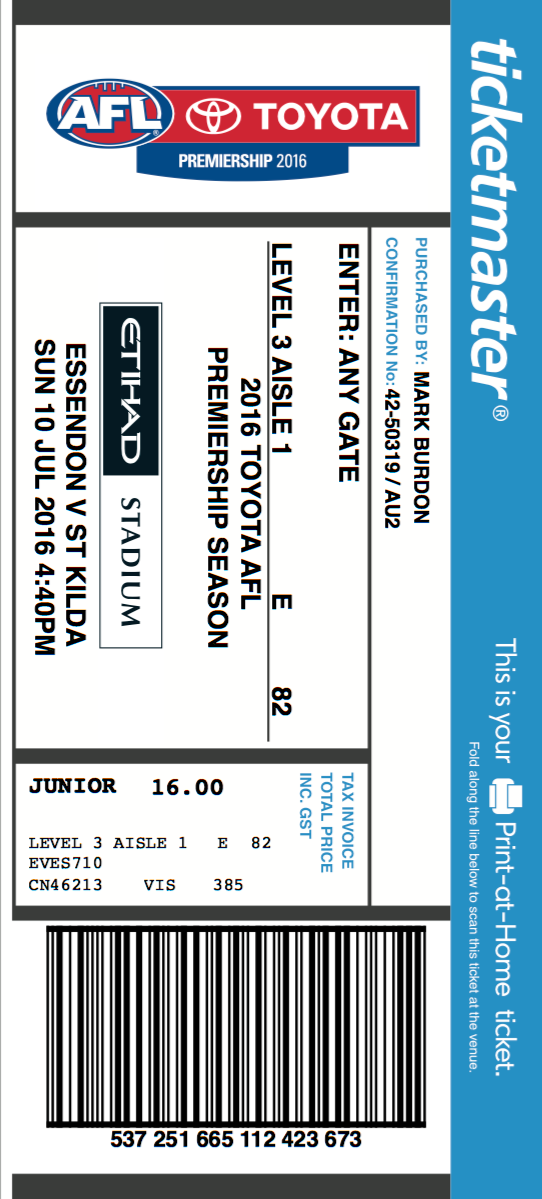 ticketmaster®
This is your Print-at-Home ticket.
Fold along the line below to scan this ticket at the venue.
AFL
®
TOYOTA
PREMIERSHIP 2016
PURCHASED BY: MARK BURDON
CONFIRMATION No: 42-50319 / AU2
ENTER: ANY GATE
LEVEL 3 AISLE 1 E 82
2016 TOYOTA AFL
PREMIERSHIP SEASON
ETIHAD STADIUM
ESSENDON V ST KILDA
SUN 10 JUL 2016 4:40PM
TAX INVOICE
TOTAL PRICE
INC. GST
JUNIOR 16.00
LEVEL 3 AISLE 1 E 82
EVES710
CN46213 VIS 385
537 251 665 112 423 673